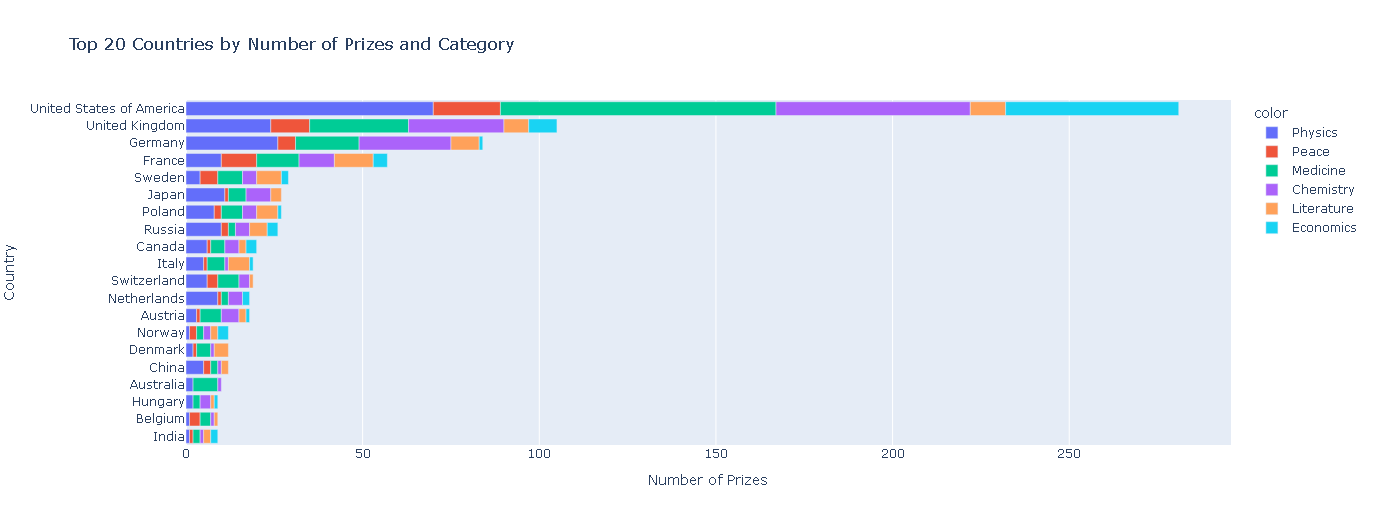 Top 20 Countries by Number of Prizes and Category
United States of America
United Kingdom
Germany
France
Sweden
Japan
Poland
Russia
Canada
Italy
Switzerland
Netherlands
Austria
Norway
Denmark
China
Australia
Hungary
Belgium
India
Country
0 50 100 150 200 250
Number of Prizes
color
Physics
Peace
Medicine
Chemistry
Literature
Economics